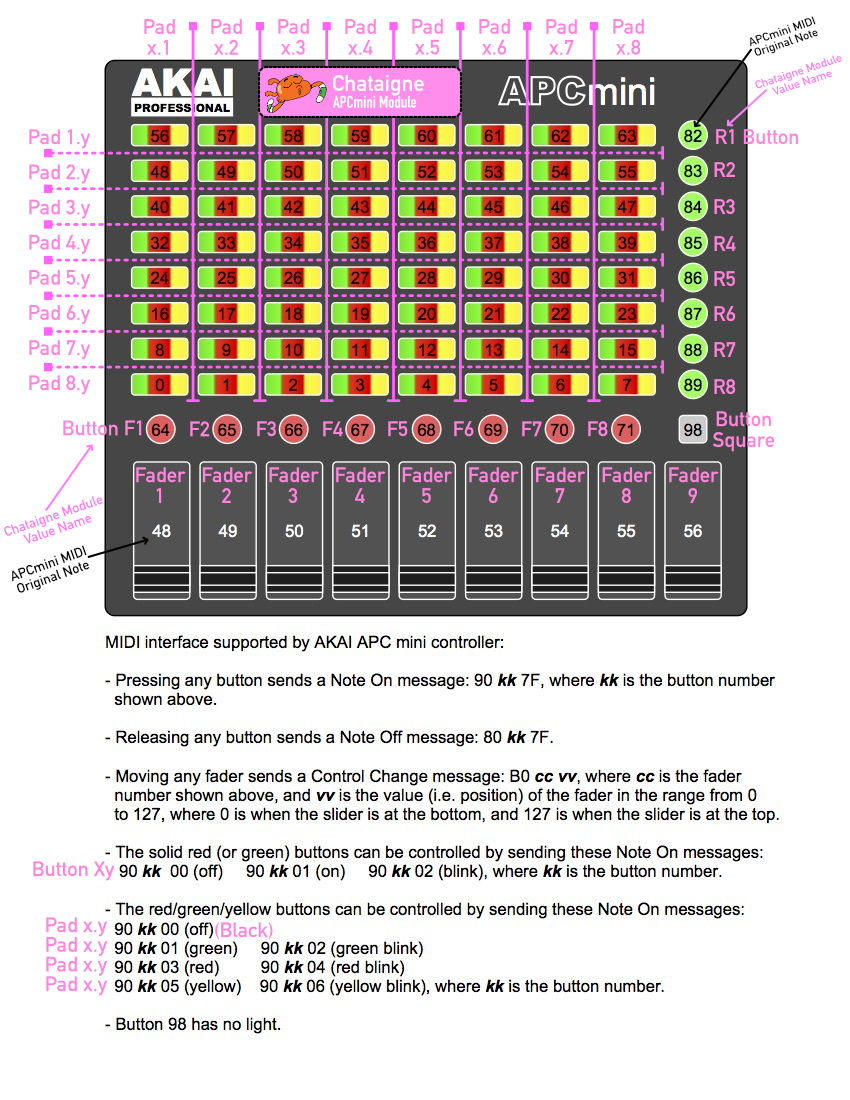 Pad Pad Pad Pad Pad Pad Pad Pad
x.1 x.2 x.3 x.4 x.5 x.6 x.7 x.8
APCmini MIDI
Original Note
Chataigne Module
Value Name
AKAI
PROFESSIONAL
Chataigne
APCmini Module
APCmini
Pad 1.y 56 57 58 59 60 61 62 63 82 R1 Button
Pad 2.y 48 49 50 51 52 53 54 55 83 R2
Pad 3.y 40 41 42 43 44 45 46 47 84 R3
Pad 4.y 32 33 34 35 36 37 38 39 85 R4
Pad 5.y 24 25 26 27 28 29 30 31 86 R5
Pad 6.y 16 17 18 19 20 21 22 23 87 R6
Pad 7.y 8 9 10 11 12 13 14 15 88 R7
Pad 8.y 0 1 2 3 4 5 6 7 89 R8
Button F1 64 F2 65 F3 66 F4 67 F5 68 F6 69 F7 70 F8 71 98 Button
Square
Fader Fader Fader Fader Fader Fader Fader Fader Fader
1 2 3 4 5 6 7 8 9
Chataigne Module
Value Name
48 49 50 51 52 53 54 55 56
APCmini MIDI
Original Note
MIDI interface supported by AKAI APC mini controller:
- Pressing any button sends a Note On message: 90 kk 7F, where kk is the button number
shown above.
- Releasing any button sends a Note Off message: 80 kk 7F.
- Moving any fader sends a Control Change message: B0 cc vv, where cc is the fader
number shown above, and vv is the value (i.e. position) of the fader in the range from 0
to 127, where 0 is when the slider is at the bottom, and 127 is when the slider is at the top.
- The solid red (or green) buttons can be controlled by sending these Note On messages:
Button Xy 90 kk 00 (off) 90 kk 01 (on) 90 kk 02 (blink), where kk is the button number.
- The red/green/yellow buttons can be controlled by sending these Note On messages:
Pad x.y 90 kk 00 (off)(Black)
Pad x.y 90 kk 01 (green) 90 kk 02 (green blink)
Pad x.y 90 kk 03 (red) 90 kk 04 (red blink)
Pad x.y 90 kk 05 (yellow) 90 kk 06 (yellow blink), where kk is the button number.
- Button 98 has no light.